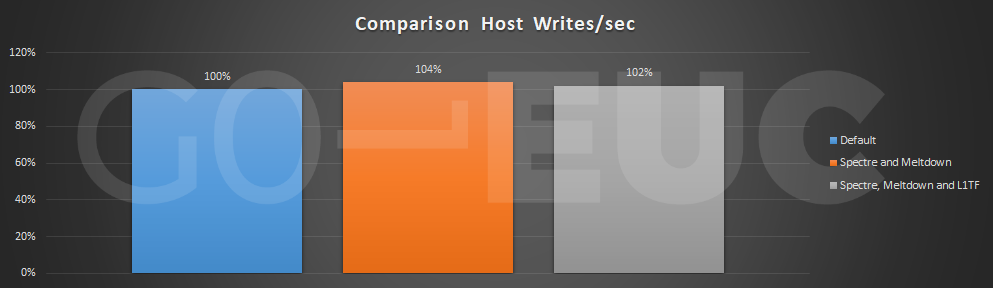 Comparison Host Writes/sec
120%
100%
80%
60%
40%
20%
0%
100%
104%
102%
GO-EUC
Default
Spectre and Meltdown
Spectre, Meltdown and L1TF